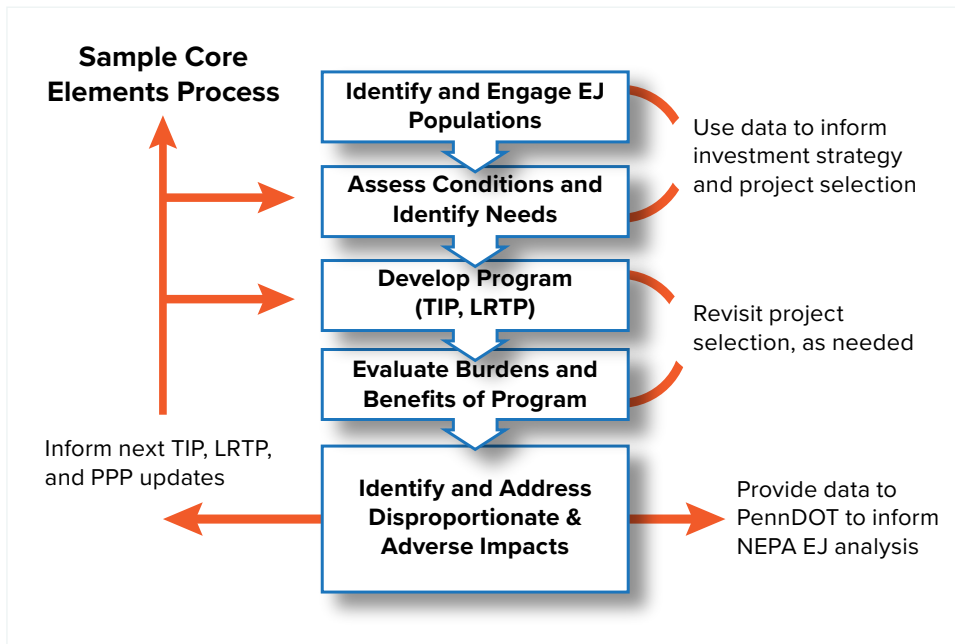 Sample Core
Elements Process
Identify and Engage EJ
Populations
Use data to inform
investment strategy
and project selection
Assess Conditions and
Identify Needs
Develop Program
(TIP, LRTP)
Revisit project
selection, as needed
Evaluate Burdens and
Benefits of Program
Inform next TIP, LRTP,
and PPP updates
Identify and Address
Disproportionate &
Adverse Impacts
Provide data to
PennDOT to inform
NEPA EJ analysis